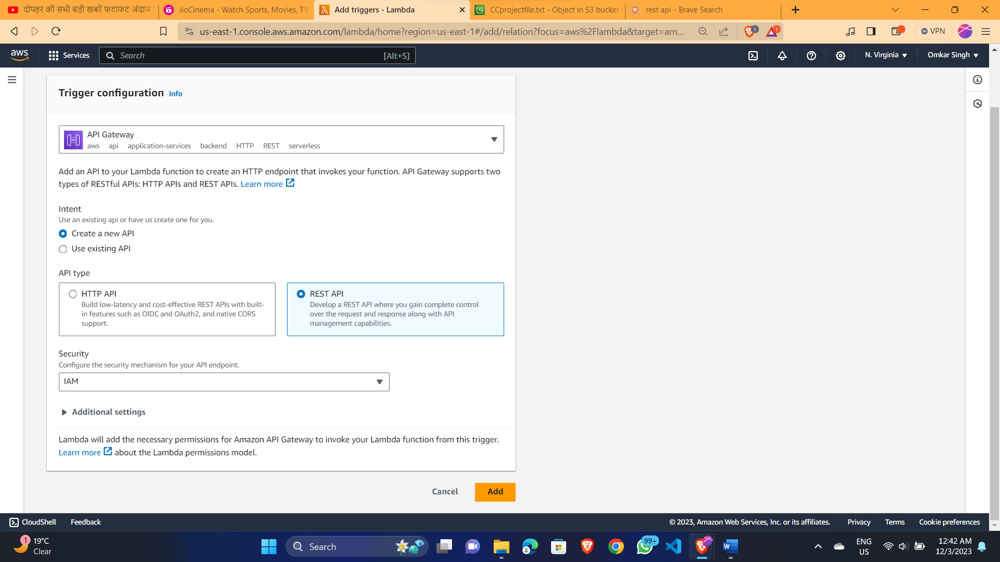 दोपहर की सभी बड़ी खबरें फटाफट अंदाज
JioCinema - Watch Sports, Movies, TV
Add triggers - Lambda
CCprojectfile.txt - Object in S3 bucket
rest api - Brave Search
us-east-1.console.aws.amazon.com/lambda/home?region=us-east-1#/add/relation?focus=aws%2Flambda&target=arn...
1
1
VPN
aws
Services
Search
[Alt+S]
N. Virginia
Omkar Singh
Trigger configuration Info
API Gateway
aws api application-services backend HTTP REST serverless
Add an API to your Lambda function to create an HTTP endpoint that invokes your function. API Gateway supports two
types of RESTful APIs: HTTP APIs and REST APIs. Learn more
Intent
Use an existing api or have us create one for you.
Create a new API
Use existing API
API type
HTTP API
Build low-latency and cost-effective REST APIs with built-
in features such as OIDC and OAuth2, and native CORS
support.
REST API
Develop a REST API where you gain complete control
over the request and response along with API
management capabilities.
Security
Configure the security mechanism for your API endpoint.
IAM
Additional settings
Lambda will add the necessary permissions for Amazon API Gateway to invoke your Lambda function from this trigger.
Learn more about the Lambda permissions model.
Cancel
Add
CloudShell
Feedback
© 2023, Amazon Web Services, Inc. or its affiliates.
Privacy
Terms
Cookie preferences
1
19°C
Clear
Search
99+
ENG
US
12:42 AM
12/3/2023